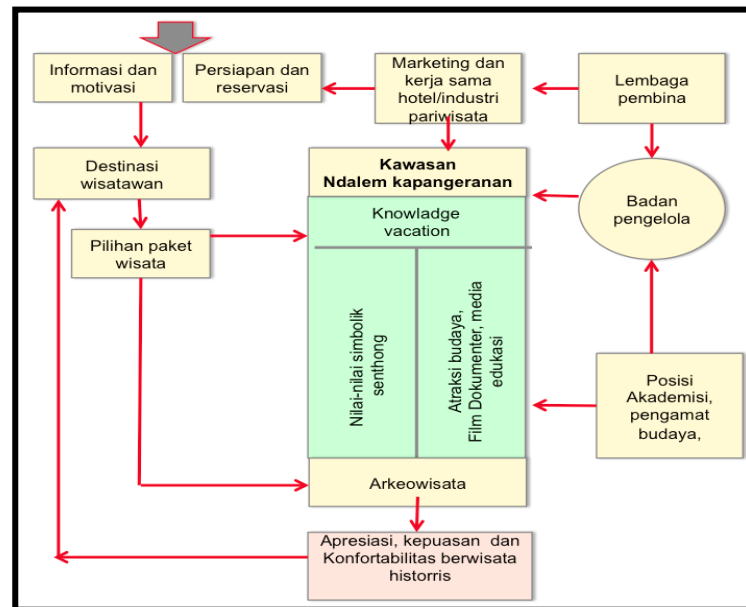 Informasi dan
motivasi
Persiapan dan
reservasi
Marketing dan
kerja sama
hotel/industri
pariwisata
Lembaga
pembina
Destinasi
wisatawan
Kawasan
Ndalem kapangeranan
Badan
pengelola
Pilihan paket
wisata
Knowladge
vacation
Nilai-nilai simbolik
senthong
Atraksi budaya,
Film Dokumenter, media
edukasi
Posisi
Akademisi,
pengamat
budaya,
Arkeowisata
Apresiasi, kepuasan dan
Konfortabilitas berwisata
historris